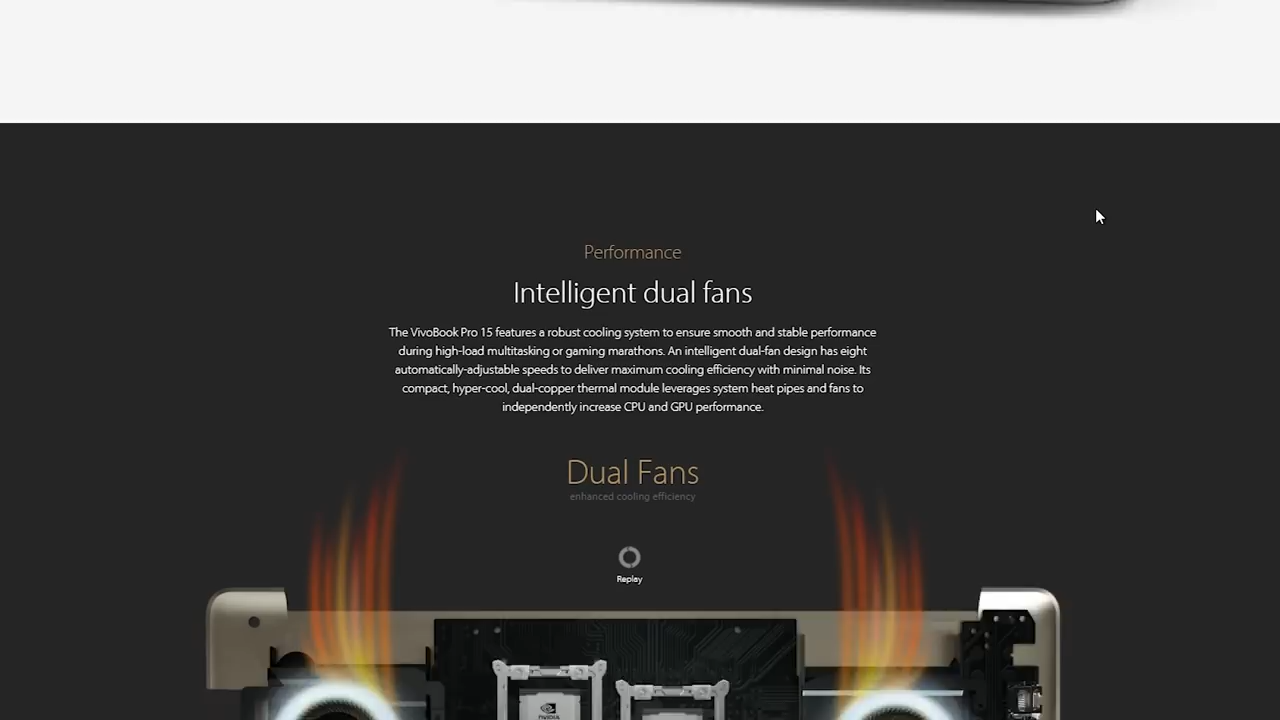 Performance
Intelligent dual fans
The VivoBook Pro 15 features a robust cooling system to ensure smooth and stable performance
during high-load multitasking or gaming marathons. An intelligent dual-fan design has eight
automatically-adjustable speeds to deliver maximum cooling efficiency with minimal noise. Its
compact, hyper-cool, dual-copper thermal module leverages system heat pipes and fans to
independently increase CPU and GPU performance.
Dual Fans
enhanced cooling efficiency
Replay
NVIDIA